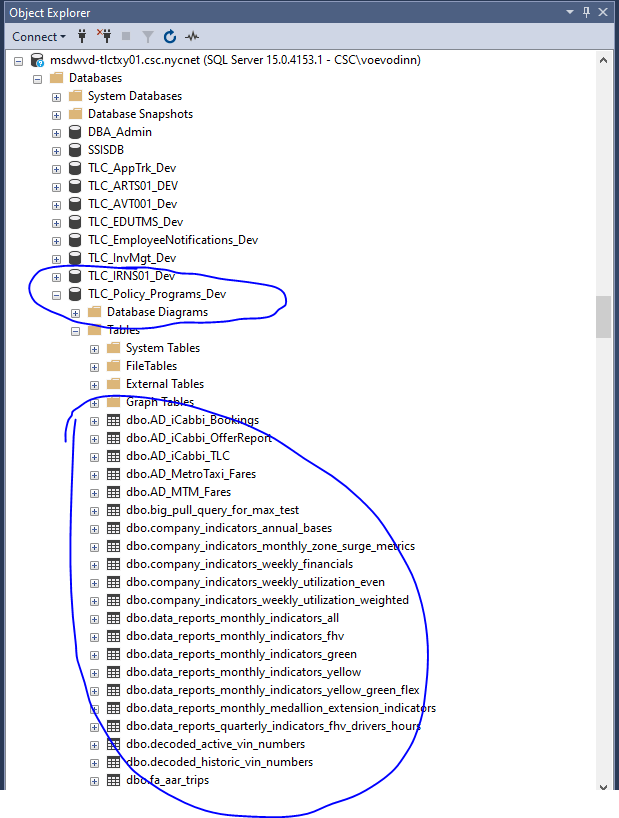 Object Explorer
Connect
msdwvd-tlctxy01.csc.nycnet (SQL Server 15.0.4153.1 - CSC\voevodinn)
Databases
System Databases
Database Snapshots
DBA_Admin
SSISDB
TLC_AppTrk_Dev
TLC_ARTS01_DEV
TLC_AVT001_Dev
TLC_EDUTMS_Dev
TLC_EmployeeNotifications_Dev
TLC_InvMgt_Dev
TLC_IRNS01_Dev
TLC_Policy_Programs_Dev
Database Diagrams
Tables
System Tables
FileTables
External Tables
Graph Tables
dbo.AD_iCabbi_Bookings
dbo.AD_iCabbi_OfferReport
dbo.AD_iCabbi_TLC
dbo.AD_MetroTaxi_Fares
dbo.AD_MTM_Fares
dbo.big_pull_query_for_max_test
dbo.company_indicators_annual_bases
dbo.company_indicators_monthly_zone_surge_metrics
dbo.company_indicators_weekly_financials
dbo.company_indicators_weekly_utilization_even
dbo.company_indicators_weekly_utilization_weighted
dbo.data_reports_monthly_indicators_all
dbo.data_reports_monthly_indicators_fhv
dbo.data_reports_monthly_indicators_green
dbo.data_reports_monthly_indicators_yellow
dbo.data_reports_monthly_indicators_yellow_green_flex
dbo.data_reports_monthly_medallion_extension_indicators
dbo.data_reports_quarterly_indicators_fhv_drivers_hours
dbo.decoded_active_vin_numbers
dbo.decoded_historic_vin_numbers
dbo.fa_aar_trips